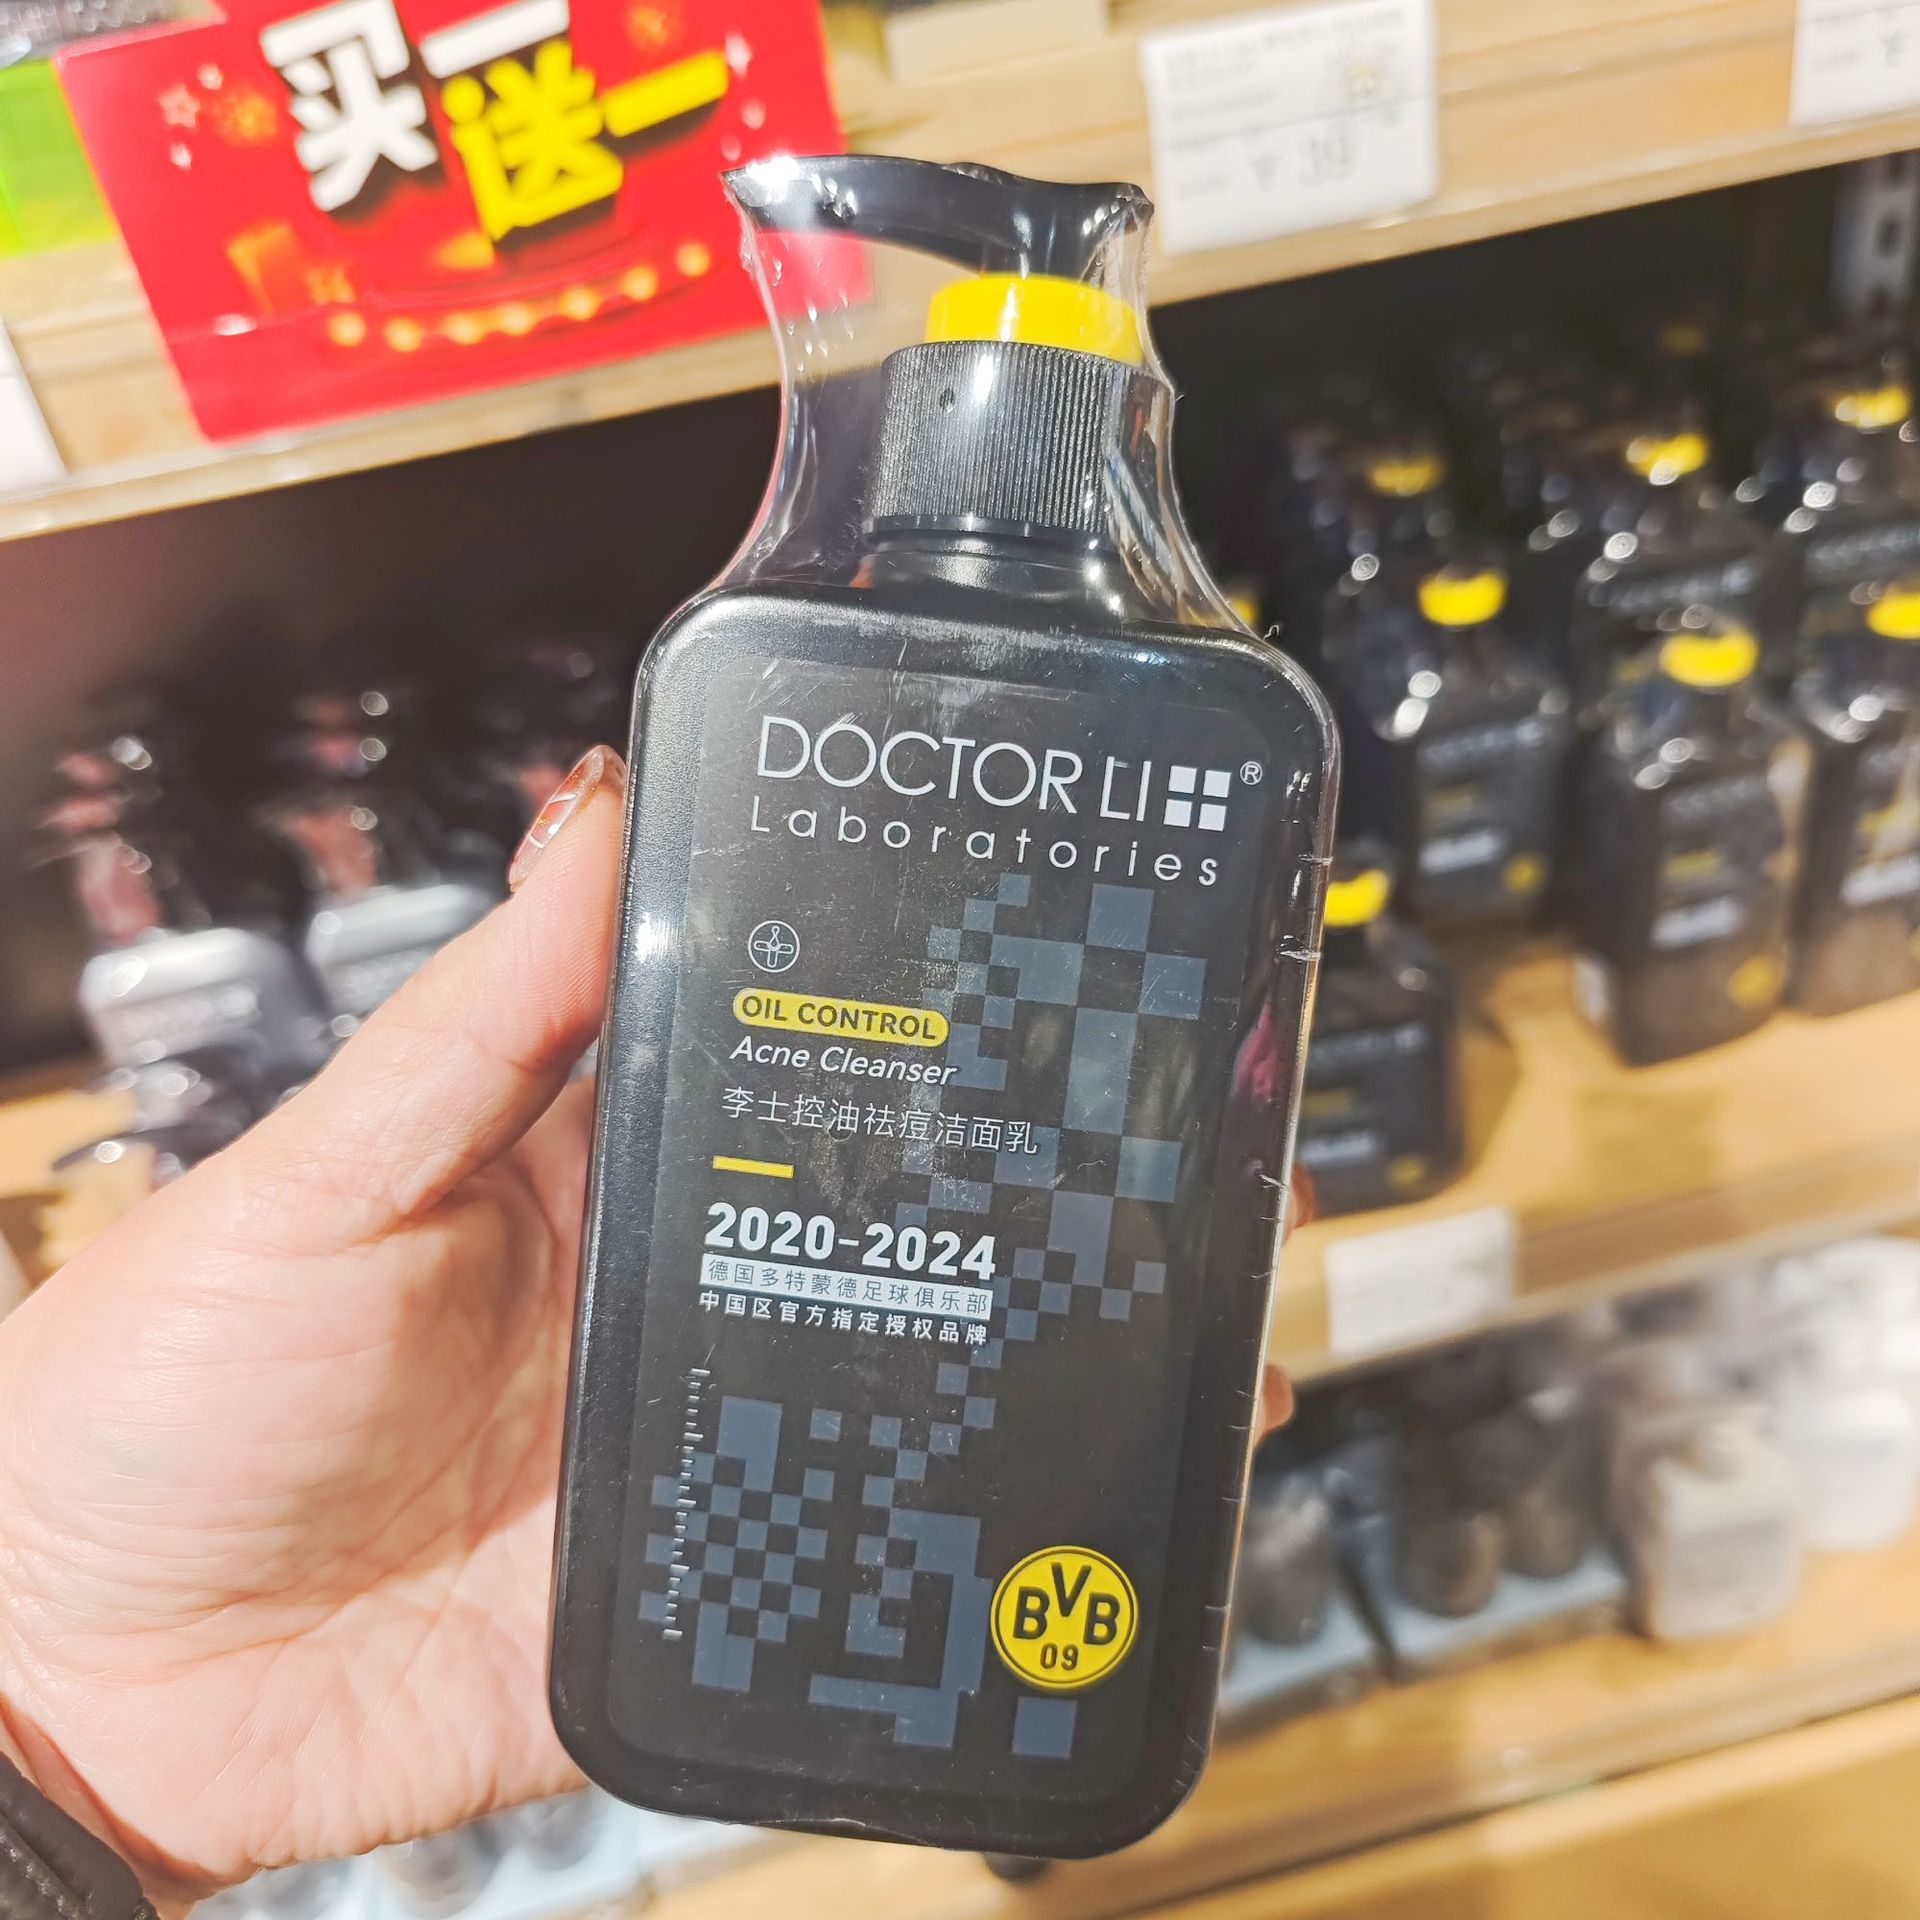 买一
送一
DOCTOR LI ®
Laboratories
OIL CONTROL
Acne Cleanser
李士控油祛痘洁面乳
2020-2024
德国多特蒙德足球俱乐部
中国区官方指定授权品牌
BVB
09